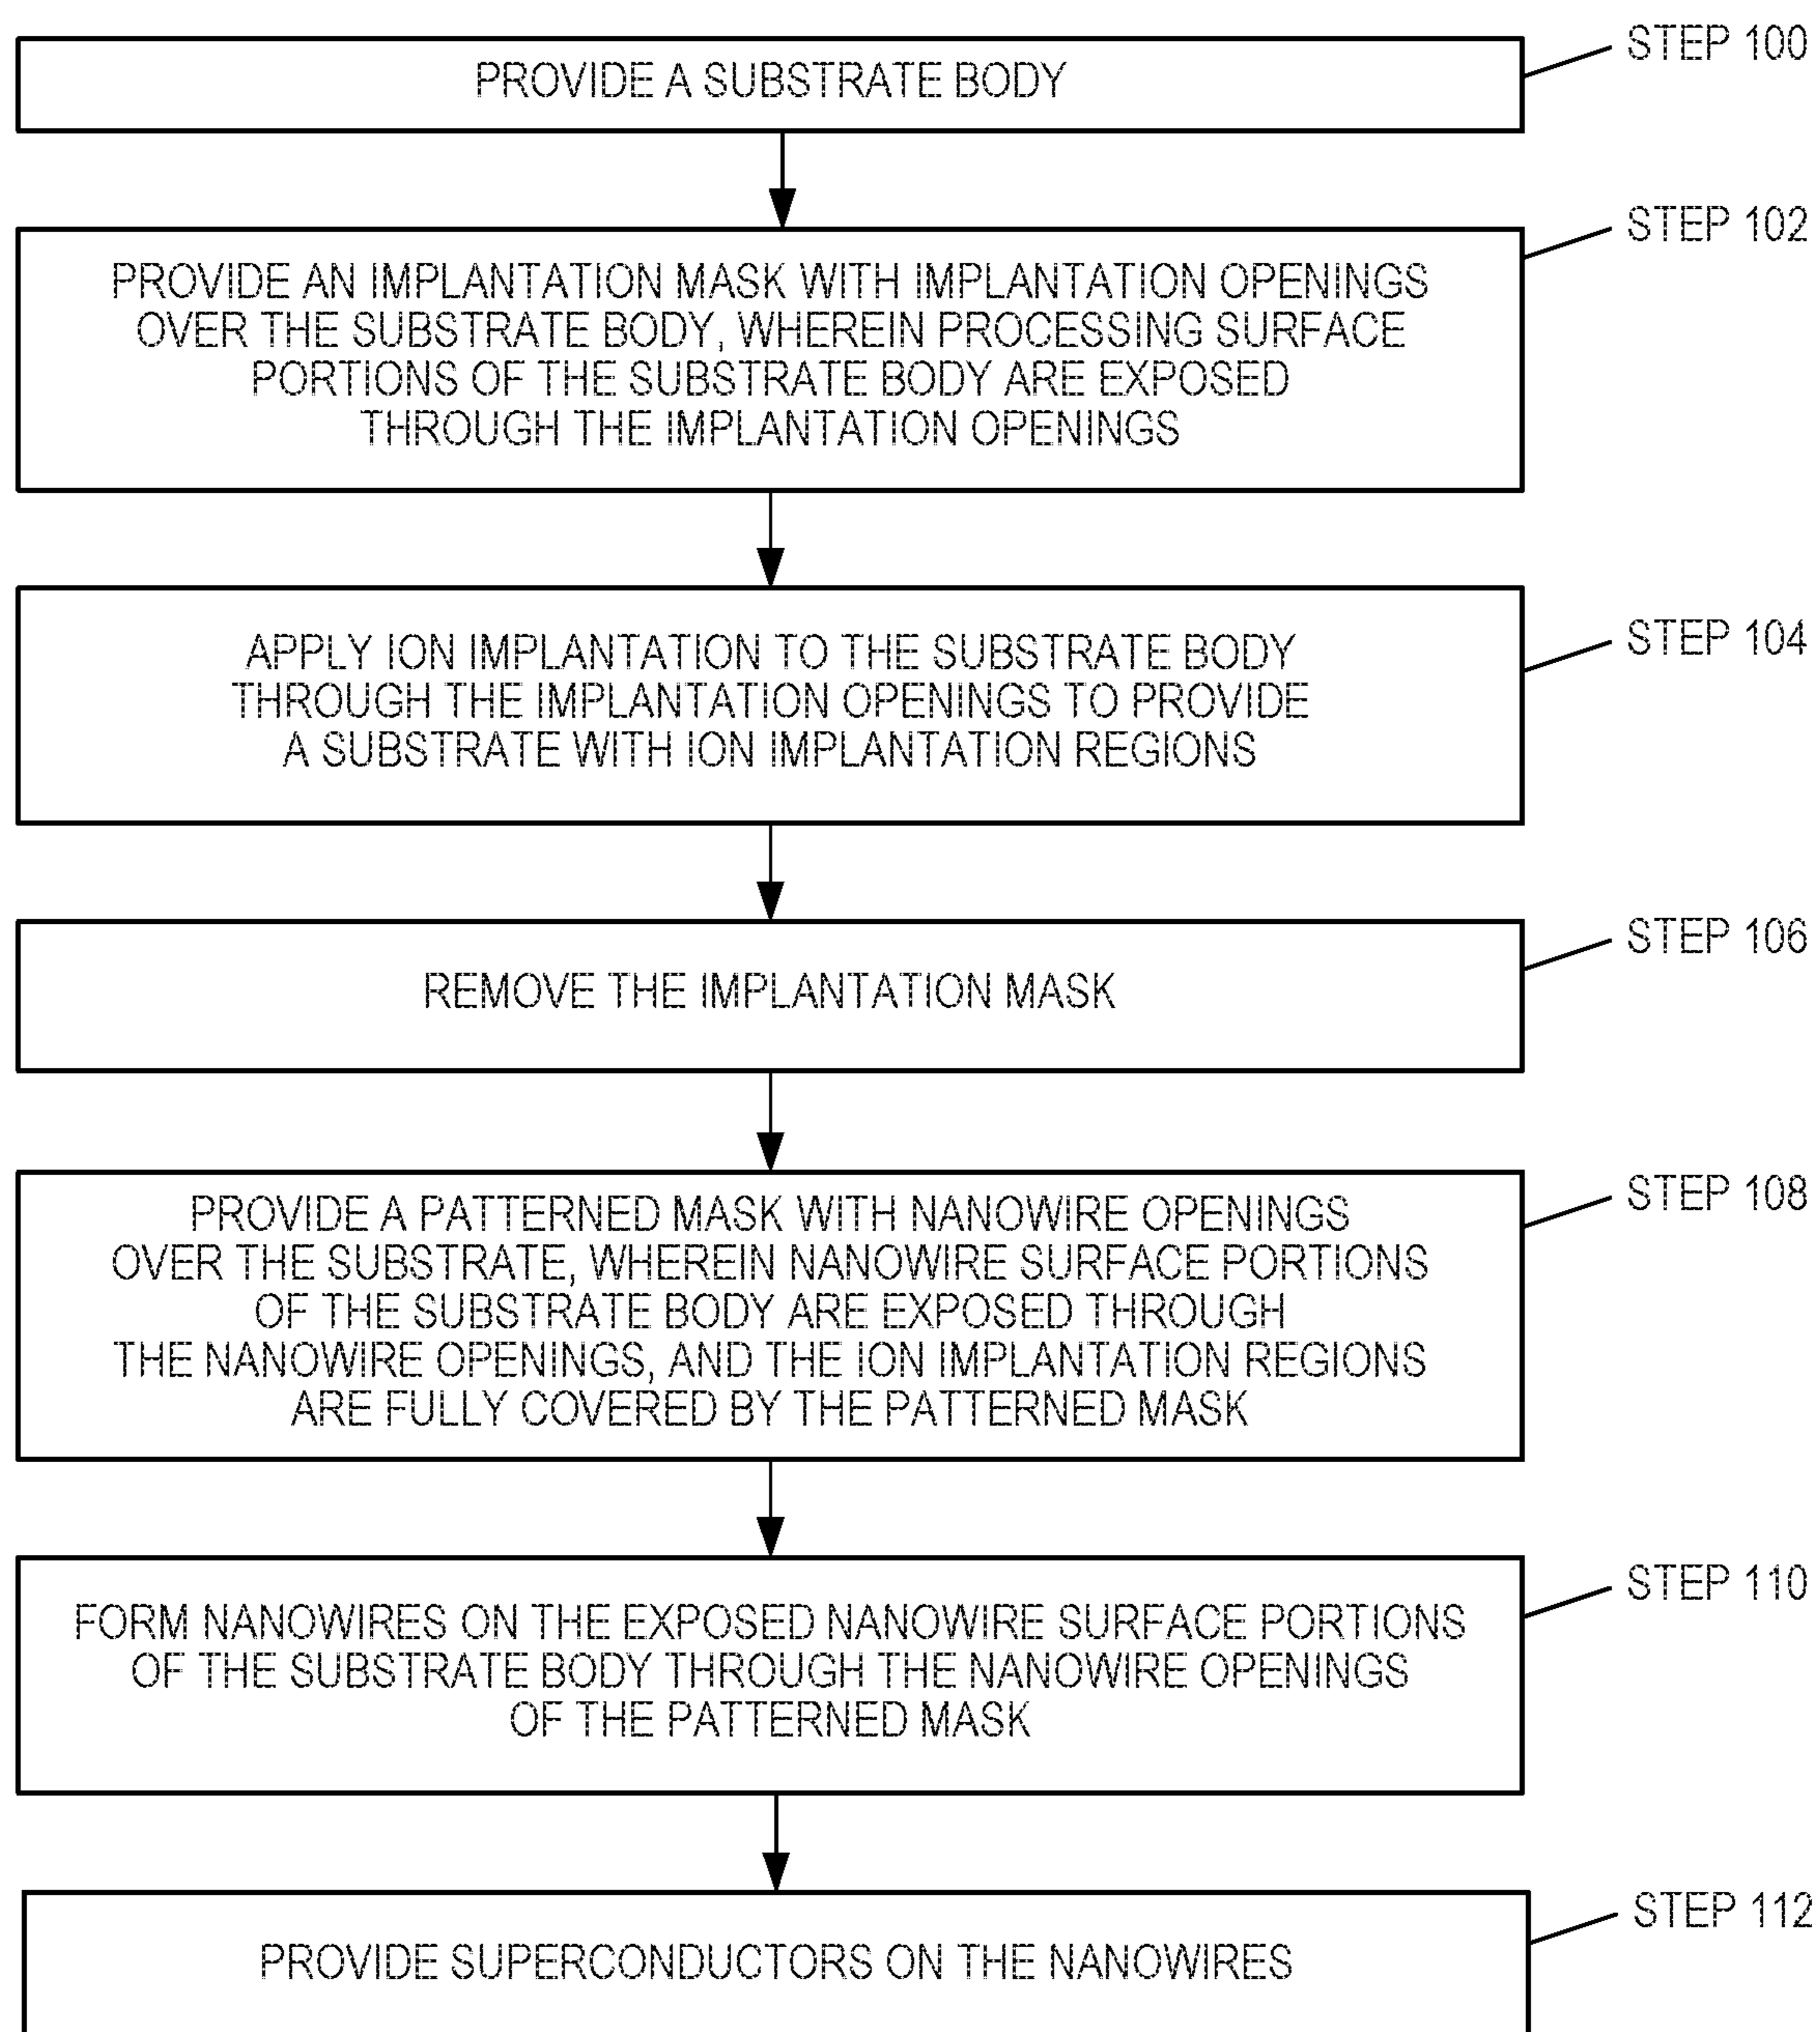 STEP 100
PROVIDE A SUBSTRATE BODY
STEP 102
PROVIDE AN IMPLANTATION MASK WITH IMPLANTATION OPENINGS
OVER THE SUBSTRATE BODY, WHEREIN PROCESSING SURFACE
PORTIONS OF THE SUBSTRATE BODY ARE EXPOSED
THROUGH THE IMPLANTATION OPENINGS
STEP 104
APPLY ION IMPLANTATION TO THE SUBSTRATE BODY
THROUGH THE IMPLANTATION OPENINGS TO PROVIDE
A SUBSTRATE WITH ION IMPLANTATION REGIONS
STEP 106
REMOVE THE IMPLANTATION MASK
STEP 108
PROVIDE A PATTERNED MASK WITH NANOWIRE OPENINGS
OVER THE SUBSTRATE, WHEREIN NANOWIRE SURFACE PORTIONS
OF THE SUBSTRATE BODY ARE EXPOSED THROUGH
THE NANOWIRE OPENINGS, AND THE ION IMPLANTATION REGIONS
ARE FULLY COVERED BY THE PATTERNED MASK
STEP 110
FORM NANOWIRES ON THE EXPOSED NANOWIRE SURFACE PORTIONS
OF THE SUBSTRATE BODY THROUGH THE NANOWIRE OPENINGS
OF THE PATTERNED MASK
STEP 112
PROVIDE SUPERCONDUCTORS ON THE NANOWIRES